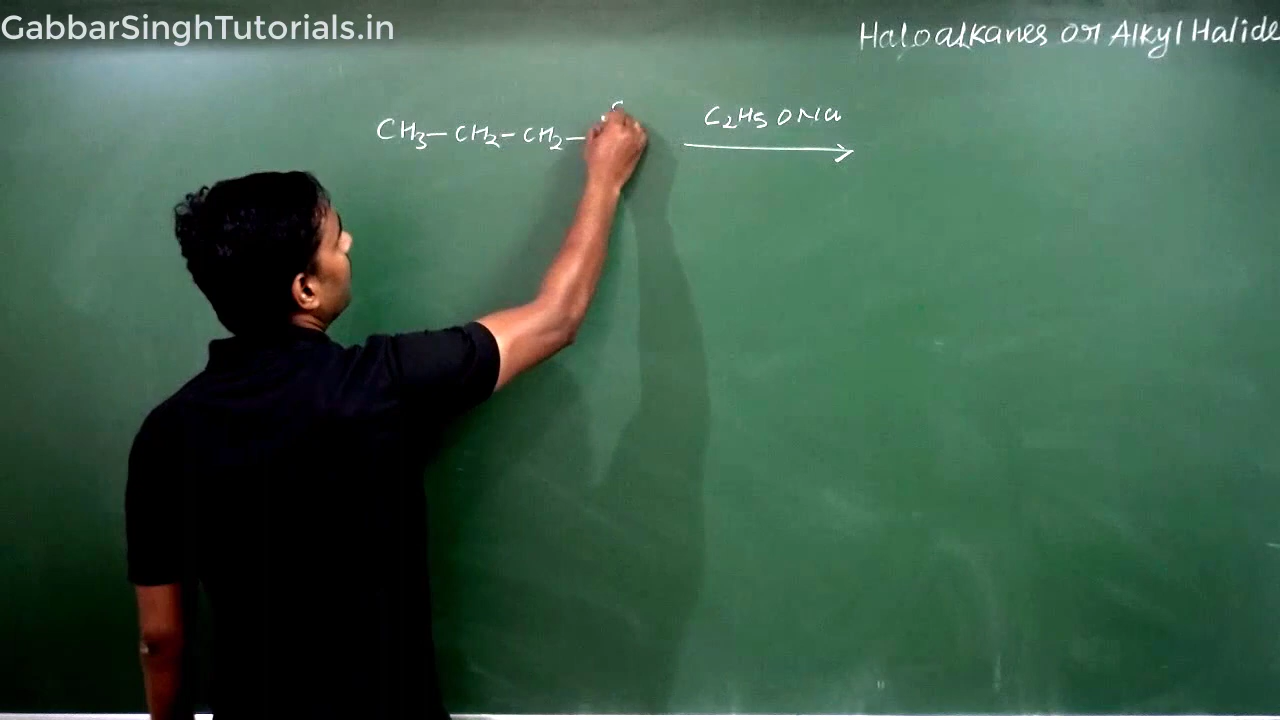 GabbarSinghTutorials.in
Haloalkanes or Alkyl Halide
C2H5ONa
CH3-CH2-CH2-